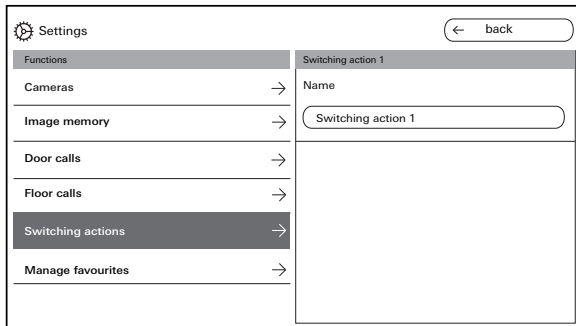 Settings
back
Functions
Cameras
Image memory
Door calls
Floor calls
Switching actions
Manage favourites
Switching action 1
Name
Switching action 1